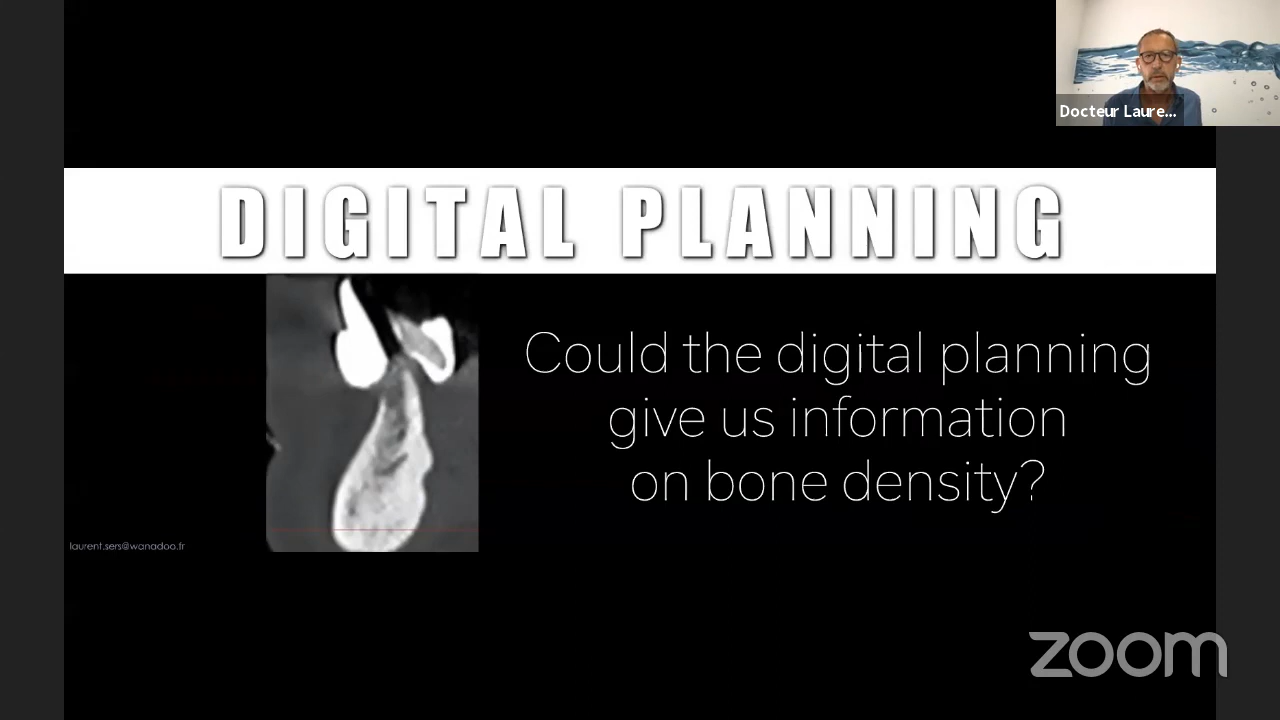 Docteur Laure...
DIGITAL PLANNING
Could the digital planning
give us information
on bone density?
laurent.sers@wanadoo.fr
zoom